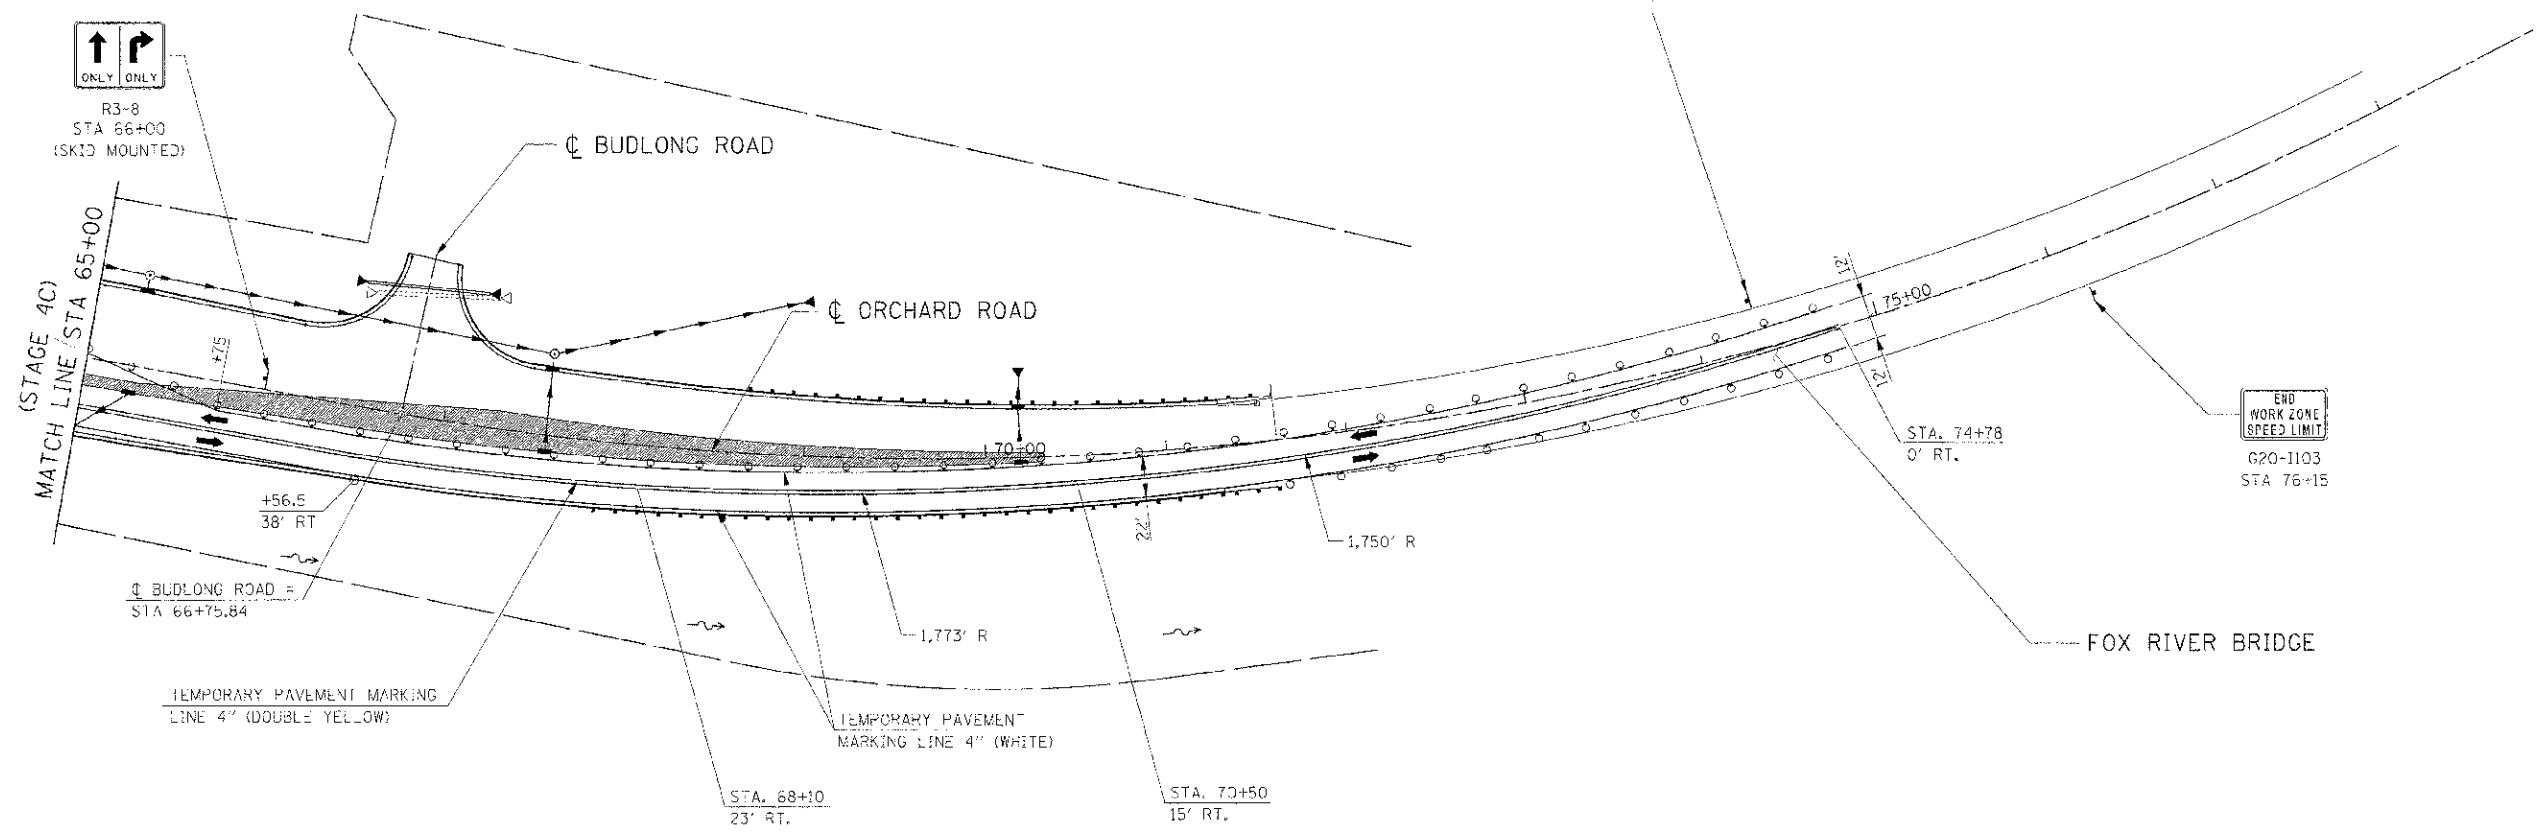 ONLY ONLY
R3-8
STA 66+00
(SKID MOUNTED)
℄ BUDLONG ROAD
(STAGE 4C)
MATCH LINE STA 65+00
+75
℄ ORCHARD ROAD
12'
75+00
12'
70+00
END
WORK ZONE
SPEED LIMIT
G20-I103
STA 76+15
STA. 74+78
0' RT.
+56.5
38' RT
22'
1,750' R
℄ BUDLONG ROAD =
STA 66+75.84
1,773' R
FOX RIVER BRIDGE
TEMPORARY PAVEMENT MARKING
LINE 4" (DOUBLE YELLOW)
TEMPORARY PAVEMENT
MARKING LINE 4" (WHITE)
STA. 68+10
23' RT.
STA. 70+50
15' RT.